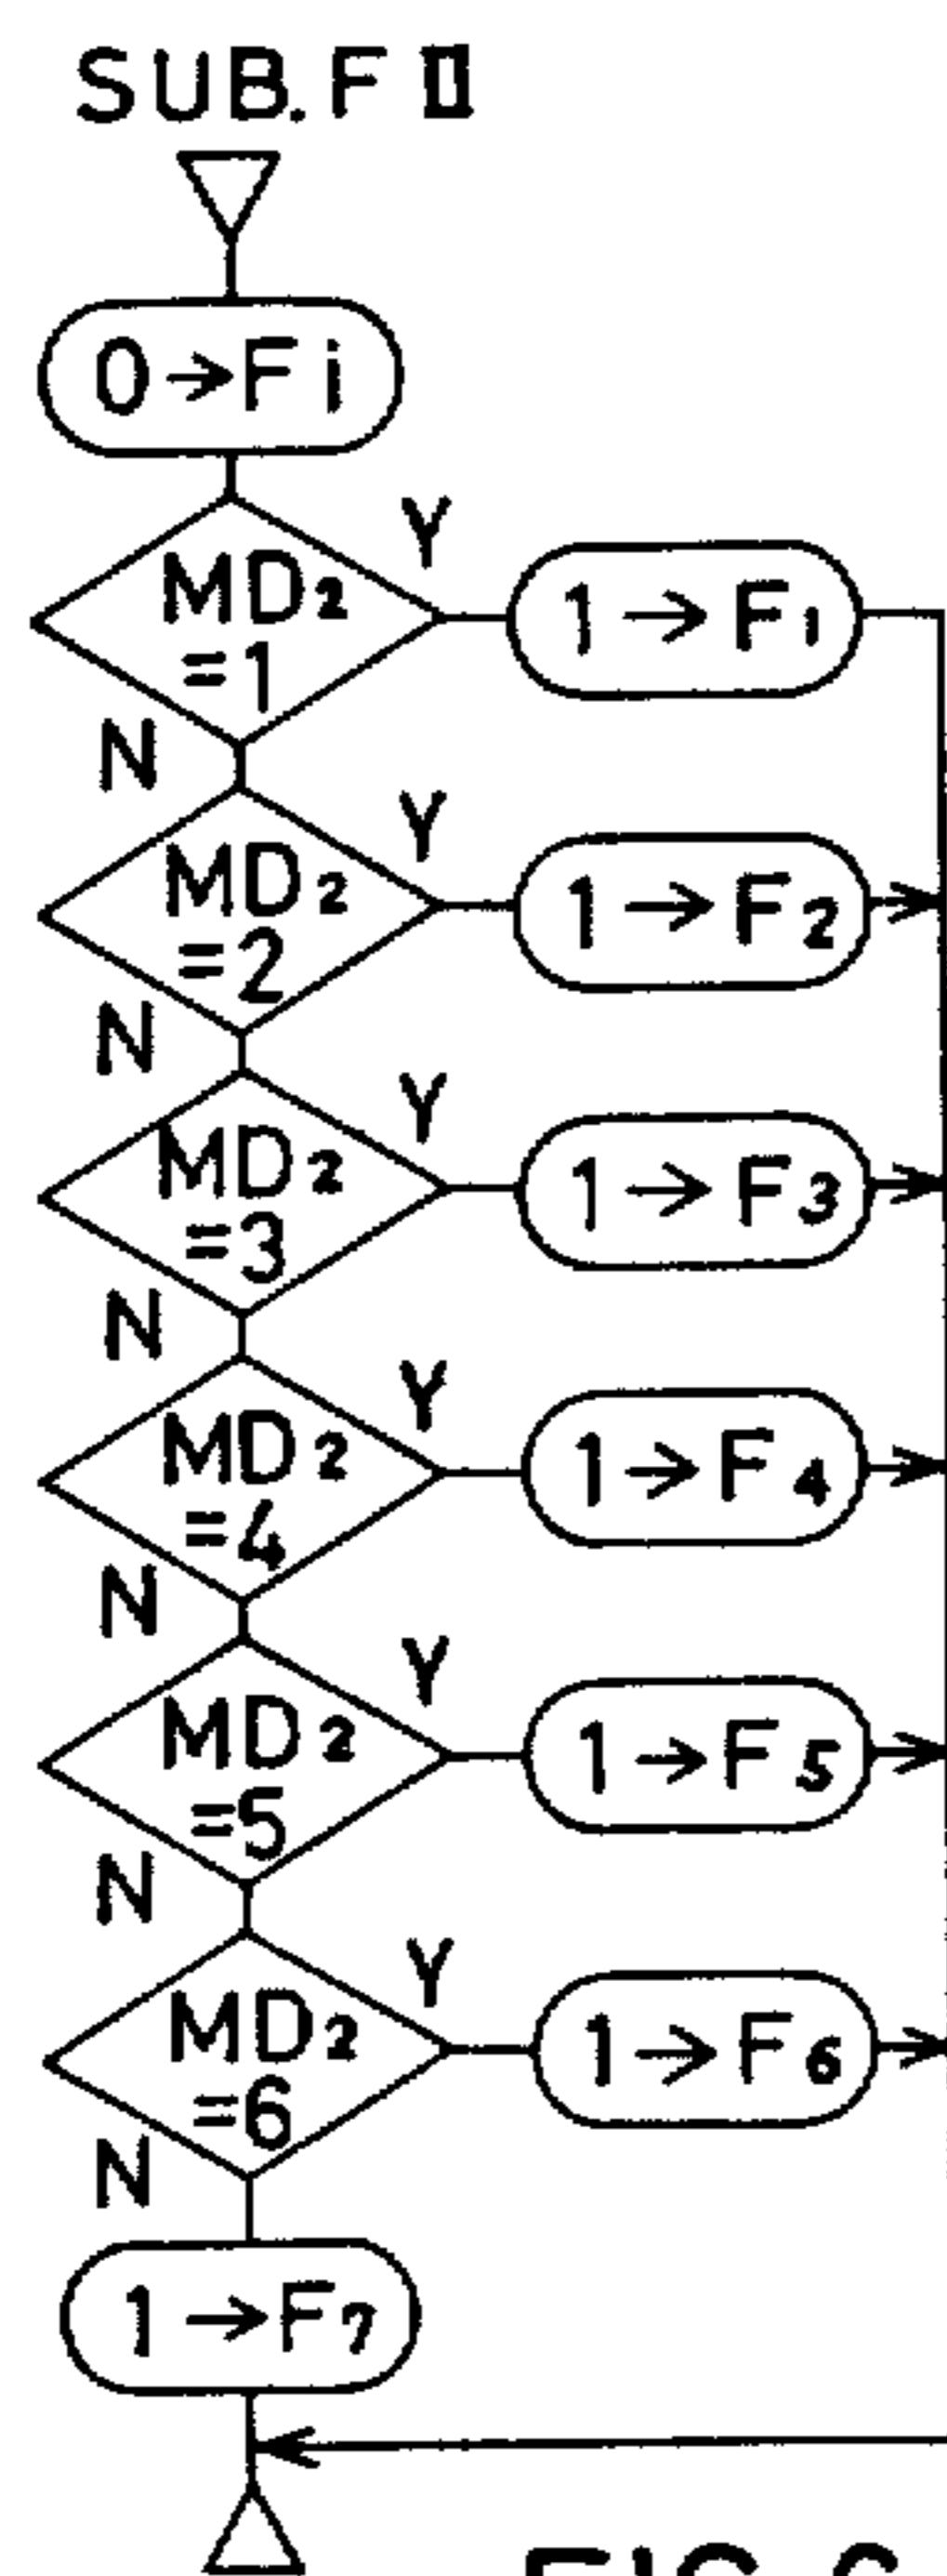 SUB.F II
0→Fi
MD2
=1
Y
1→F1
N
MD2
=2
Y
1→F2
N
MD2
=3
Y
1→F3
N
MD2
=4
Y
1→F4
N
MD2
=5
Y
1→F5
N
MD2
=6
Y
1→F6
N
1→F7